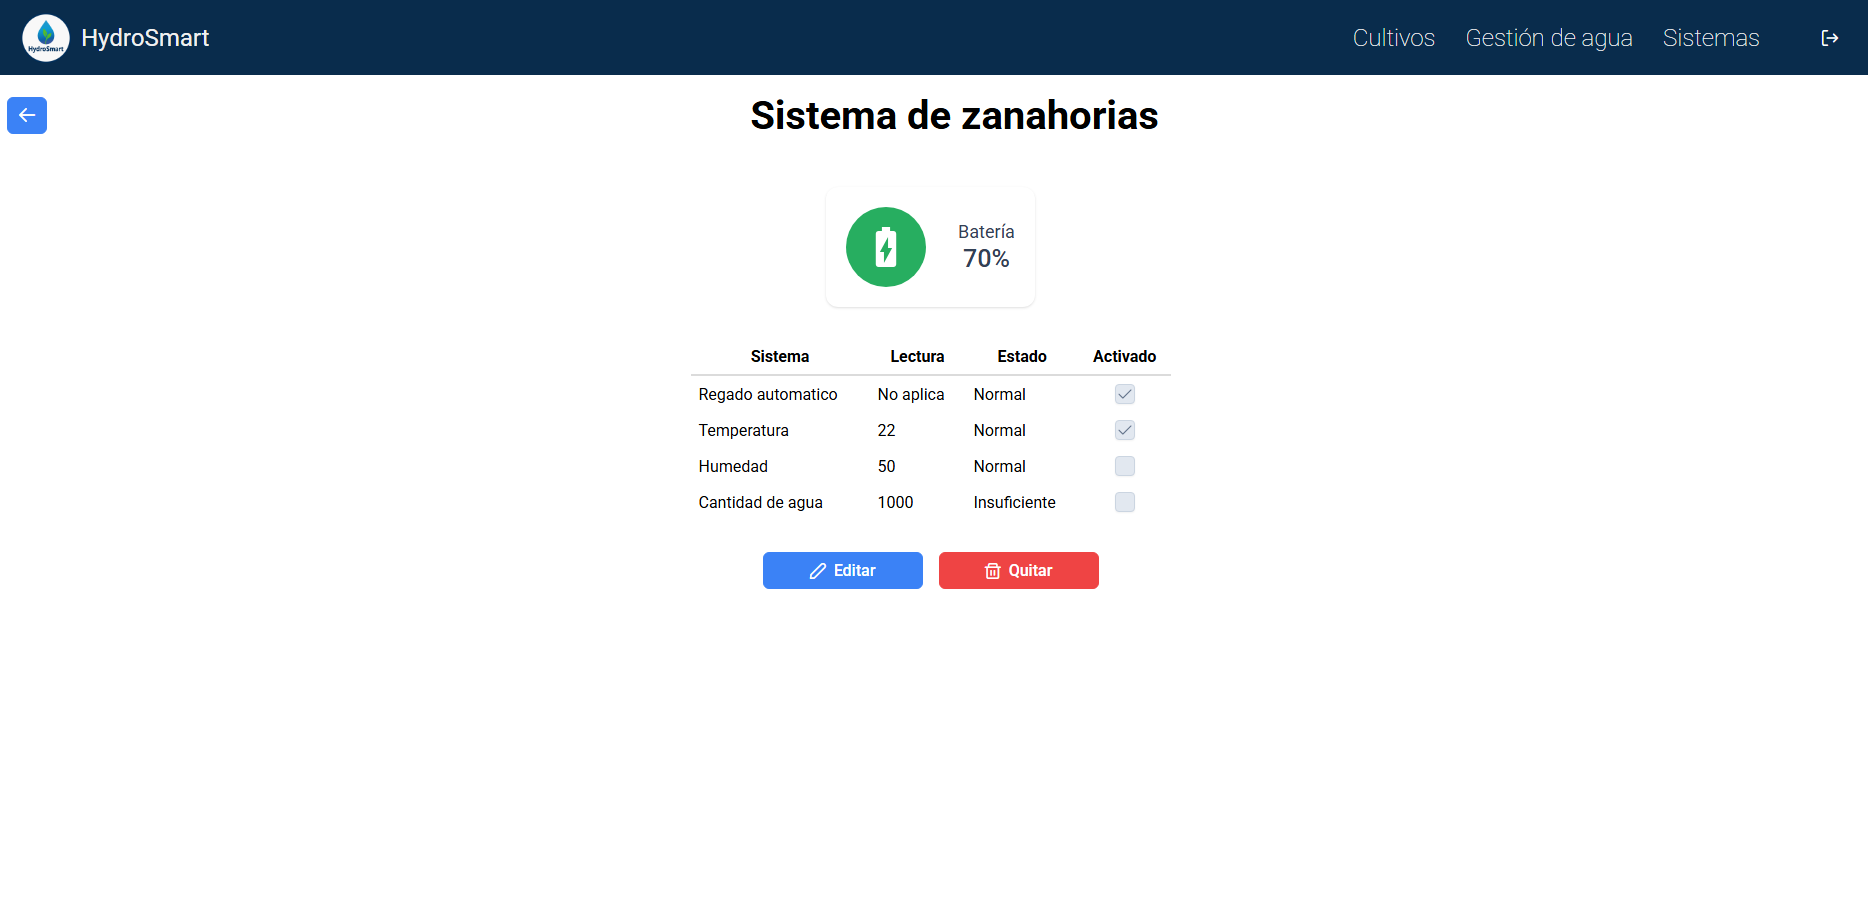 HydroSmart HydroSmart Cultivos Gestión de agua Sistemas
Sistema de zanahorias
Batería
70%
Sistema Lectura Estado Activado
Regado automatico No aplica Normal
Temperatura 22 Normal
Humedad 50 Normal
Cantidad de agua 1000 Insuficiente
Editar Quitar